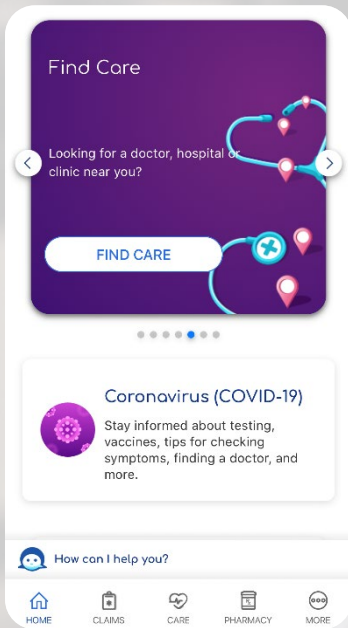 Find Care
Looking for a doctor, hospital or
clinic near you?
FIND CARE
Coronavirus (COVID-19)
Stay informed about testing,
vaccines, tips for checking
symptoms, finding a doctor, and
more.
How can I help you?
HOME CLAIMS CARE PHARMACY MORE